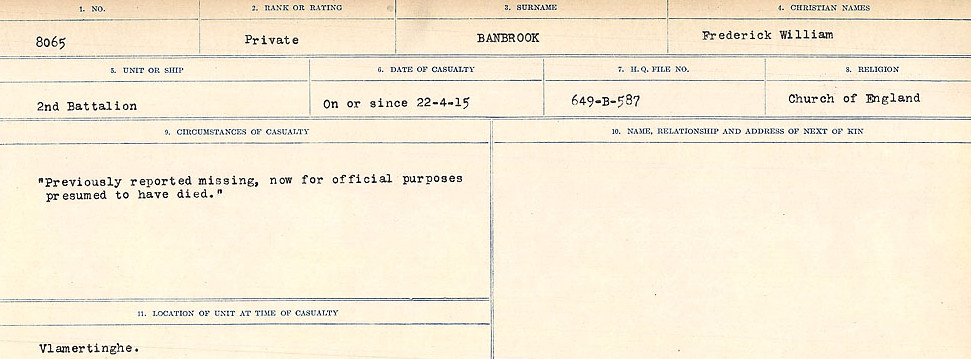 1. NO. 2. RANK OR RATING 3. SURNAME 4. CHRISTIAN NAMES
8065 Private BANBROOK Frederick William
5. UNIT OR SHIP 6. DATE OF CASUALTY 7. H.Q. FILE NO. 8. RELIGION
2nd Battalion On or since 22-4-15 649-B-587 Church of England
9. CIRCUMSTANCES OF CASUALTY 10. NAME, RELATIONSHIP AND ADDRESS OF NEXT OF KIN
"Previously reported missing, now for official purposes
presumed to have died."
11. LOCATION OF UNIT AT TIME OF CASUALTY
Vlamertinghe.